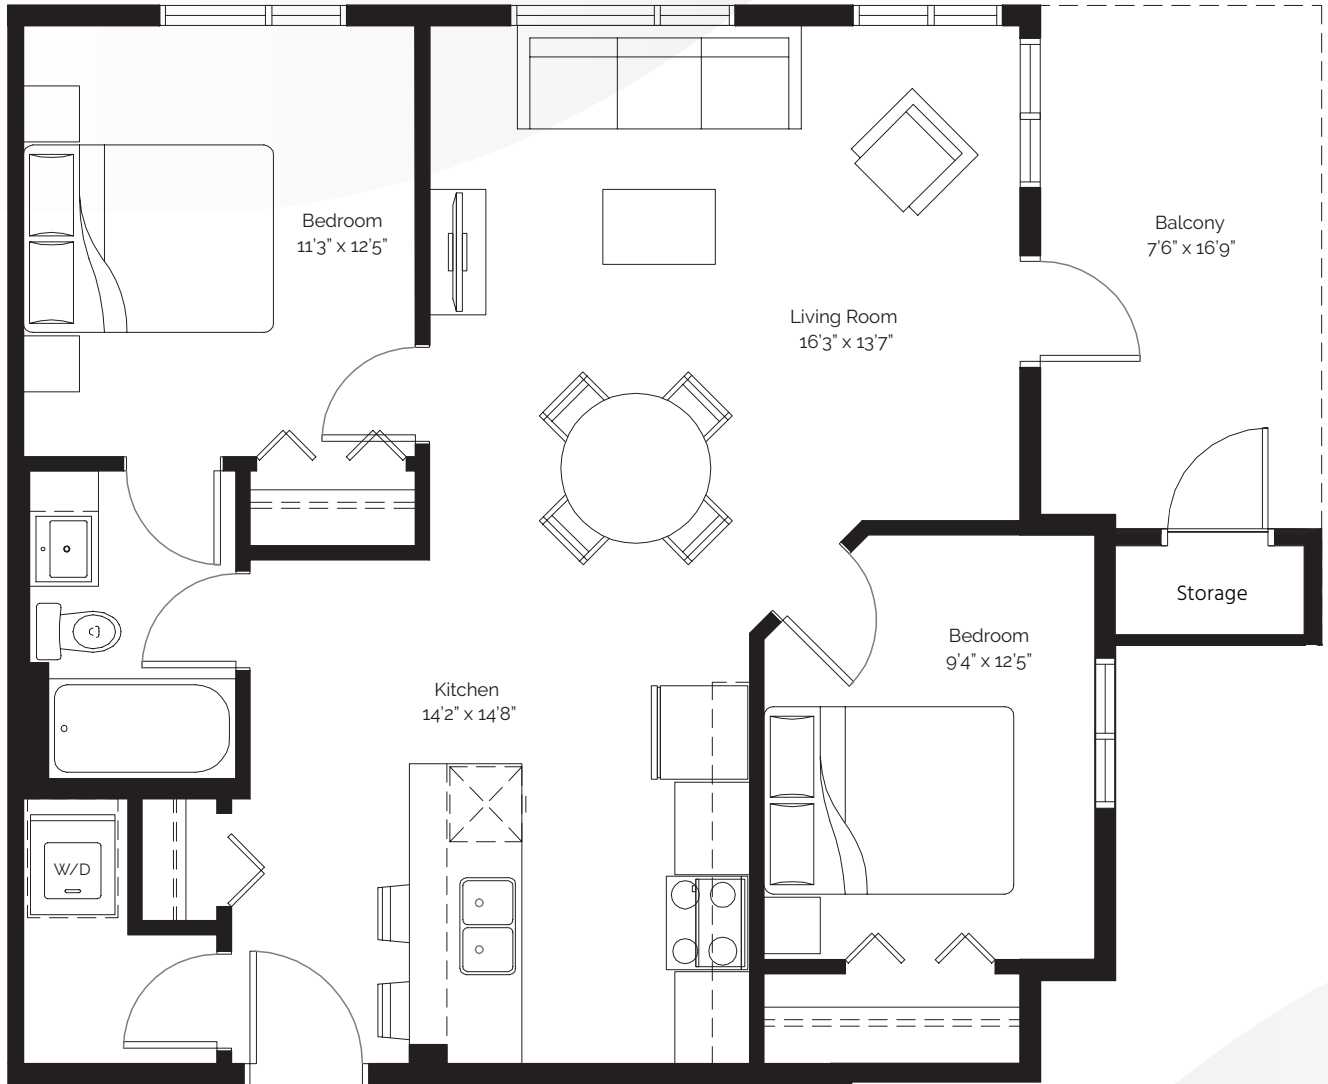 Bedroom
11'3” x 12'5”
Balcony
7'6” x 16'9”
Living Room
16'3” x 13'7”
Storage
Bedroom
9'4” x 12'5”
Kitchen
14'2” x 14'8”
W/D